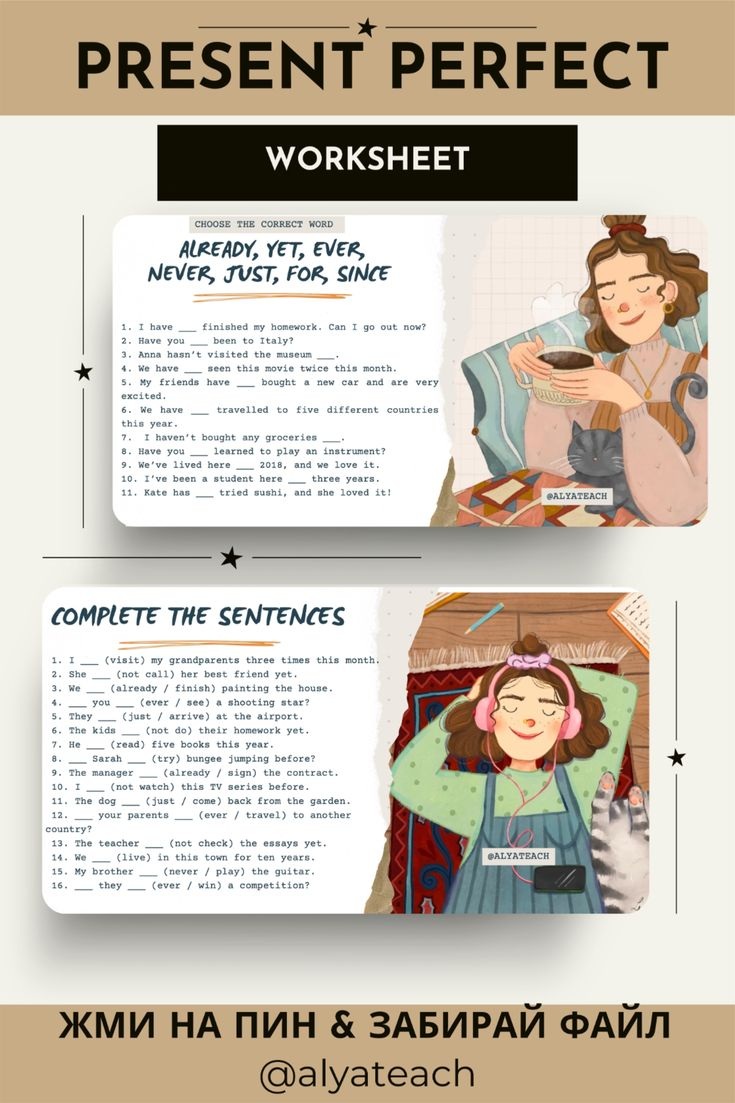 PRESENT PERFECT
WORKSHEET
CHOOSE THE CORRECT WORD
ALREADY, YET, EVER,
NEVER, JUST, FOR, SINCE
1. I have ___ finished my homework. Can I go out now?
2. Have you ___ been to Italy?
3. Anna hasn't visited the museum ___.
4. We have ___ seen this movie twice this month.
5. My friends have ___ bought a new car and are very
excited.
6. We have ___ travelled to five different countries
this year.
7. I haven't bought any groceries ___.
8. Have you ___ learned to play an instrument?
9. We've lived here ___ 2018, and we love it.
10. I've been a student here ___ three years.
11. Kate has ___ tried sushi, and she loved it!
@ALYATEACH
COMPLETE THE SENTENCES
1. I ___ (visit) my grandparents three times this month.
2. She ___ (not call) her best friend yet.
3. We ___ (already / finish) painting the house.
4. ___ you ___ (ever / see) a shooting star?
5. They ___ (just / arrive) at the airport.
6. The kids ___ (not do) their homework yet.
7. He ___ (read) five books this year.
8. ___ Sarah ___ (try) bungee jumping before?
9. The manager ___ (already / sign) the contract.
10. I ___ (not watch) this TV series before.
11. The dog ___ (just / come) back from the garden.
12. ___ your parents ___ (ever / travel) to another
country?
13. The teacher ___ (not check) the essays yet.
14. We ___ (live) in this town for ten years.
15. My brother ___ (never / play) the guitar.
16. ___ they ___ (ever / win) a competition?
@ALYATEACH
ЖМИ НА ПИН & ЗАБИРАЙ ФАЙЛ
@alyateach